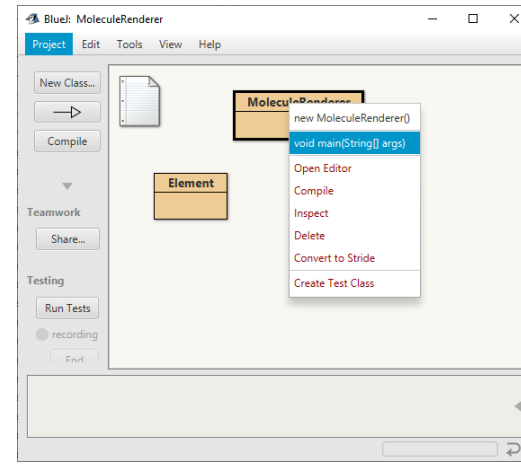 BlueJ: MoleculeRenderer
Project Edit Tools View Help
New Class...
Compile
Teamwork
Share...
Testing
Run Tests
recording
End
MoleculeRenderer
Element
new MoleculeRenderer()
void main(String[] args)
Open Editor
Compile
Inspect
Delete
Convert to Stride
Create Test Class